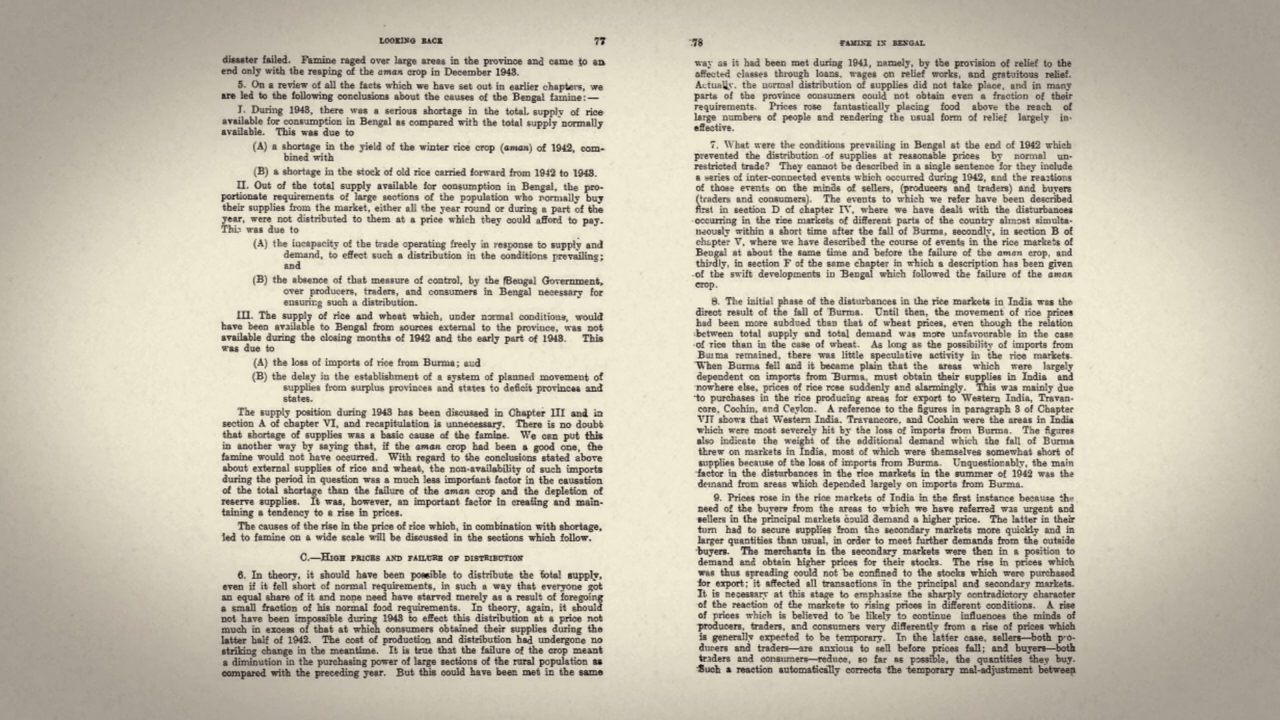 LOOKING BACK 77
disaster failed. Famine raged over large areas in the province and came to an
end only with the reaping of the aman crop in December 1943.
5. On a review of all the facts which we have set out in earlier chapters, we
are led to the following conclusions about the causes of the Bengal famine:—
I. During 1943, there was a serious shortage in the total supply of rice
available for consumption in Bengal as compared with the total supply normally
available. This was due to
(A) a shortage in the yield of the winter rice crop (aman) of 1942, com-
bined with
(B) a shortage in the stock of old rice carried forward from 1942 to 1943.
II. Out of the total supply available for consumption in Bengal, the pro-
portionate requirements of large sections of the population who normally buy
their supplies from the market, either all the year round or during a part of the
year, were not distributed to them at a price which they could afford to pay.
This was due to
(A) the incapacity of the trade operating freely in response to supply and
demand, to effect such a distribution in the conditions prevailing;
and
(B) the absence of that measure of control, by the Bengal Government,
over producers, traders, and consumers in Bengal necessary for
ensuring such a distribution.
III. The supply of rice and wheat which, under normal conditions, would
have been available to Bengal from sources external to the province, was not
available during the closing months of 1942 and the early part of 1943. This
was due to
(A) the loss of imports of rice from Burma; and
(B) the delay in the establishment of a system of planned movement of
supplies from surplus provinces and states to deficit provinces and
states.
The supply position during 1943 has been discussed in Chapter III and in
section A of chapter VI, and recapitulation is unnecessary. There is no doubt
that shortage of supplies was a basic cause of the famine. We can put this
in another way by saying that, if the aman crop had been a good one, the
famine would not have occurred. With regard to the conclusions stated above
about external supplies of rice and wheat, the non-availability of such imports
during the period in question was a much less important factor in the causation
of the total shortage than the failure of the aman crop and the depletion of
reserve supplies. It was, however, an important factor in creating and main-
taining a tendency to a rise in prices.
The causes of the rise in the price of rice which, in combination with shortage,
led to famine on a wide scale will be discussed in the sections which follow.
C.—HIGH PRICES AND FAILURE OF DISTRIBUTION
6. In theory, it should have been possible to distribute the total supply,
even if it fell short of normal requirements, in such a way that everyone got
an equal share of it and none need have starved merely as a result of foregoing
a small fraction of his normal food requirements. In theory, again, it should
not have been impossible during 1943 to effect this distribution at a price not
much in excess of that at which consumers obtained their supplies during the
latter half of 1942. The cost of production and distribution had undergone no
striking change in the meantime. It is true that the failure of the crop meant
a diminution in the purchasing power of large sections of the rural population as
compared with the preceding year. But this could have been met in the same
78 FAMINE IN BENGAL
way as it had been met during 1941, namely, by the provision of relief to the
affected classes through loans, wages on relief works, and gratuitous relief.
Actually, the normal distribution of supplies did not take place, and in many
parts of the province consumers could not obtain even a fraction of their
requirements. Prices rose fantastically placing food above the reach of
large numbers of people and rendering the usual form of relief largely in-
effective.
7. What were the conditions prevailing in Bengal at the end of 1942 which
prevented the distribution of supplies at reasonable prices by normal un-
restricted trade? They cannot be described in a single sentence for they include
a series of inter-connected events which occurred during 1942, and the reactions
of those events on the minds of sellers, (producers and traders) and buyers
(traders and consumers). The events to which we refer have been described
first in section D of chapter IV, where we have dealt with the disturbances
occurring in the rice markets of different parts of the country almost simulta-
neously within a short time after the fall of Burma, secondly, in section B of
chapter V, where we have described the course of events in the rice markets of
Bengal at about the same time and before the failure of the aman crop, and
thirdly, in section F of the same chapter in which a description has been given
of the swift developments in Bengal which followed the failure of the aman
crop.
8. The initial phase of the disturbances in the rice markets in India was the
direct result of the fall of Burma. Until then, the movement of rice prices
had been more subdued than that of wheat prices, even though the relation
between total supply and total demand was more unfavourable in the case
of rice than in the case of wheat. As long as the possibility of imports from
Burma remained, there was little speculative activity in the rice markets.
When Burma fell and it became plain that the areas which were largely
dependent on imports from Burma, must obtain their supplies in India and
nowhere else, prices of rice rose suddenly and alarmingly. This was mainly due
to purchases in the rice producing areas for export to Western India, Travan-
core, Cochin, and Ceylon. A reference to the figures in paragraph 3 of Chapter
VII shows that Western India, Travancore, and Cochin were the areas in India
which were most severely hit by the loss of imports from Burma. The figures
also indicate the weight of the additional demand which the fall of Burma
threw on markets in India, most of which were themselves somewhat short of
supplies because of the loss of imports from Burma. Unquestionably, the main
factor in the disturbances in the rice markets in the summer of 1942 was the
demand from areas which depended largely on imports from Burma.
9. Prices rose in the rice markets of India in the first instance because the
need of the buyers from the areas to which we have referred was urgent and
sellers in the principal markets could demand a higher price. The latter in their
turn had to secure supplies from the secondary markets more quickly and in
larger quantities than usual, in order to meet further demands from the outside
buyers. The merchants in the secondary markets were then in a position to
demand and obtain higher prices for their stocks. The rise in prices which
was thus spreading could not be confined to the stocks which were purchased
for export; it affected all transactions in the principal and secondary markets.
It is necessary at this stage to emphasize the sharply contradictory character
of the reaction of the markets to rising prices in different conditions. A rise
of prices which is believed to be likely to continue influences the minds of
producers, traders, and consumers very differently from a rise of prices which
is generally expected to be temporary. In the latter case, sellers—both pro-
ducers and traders—are anxious to sell before prices fall; and buyers—both
traders and consumers—reduce, so far as possible, the quantities they buy.
Such a reaction automatically corrects the temporary mal-adjustment between